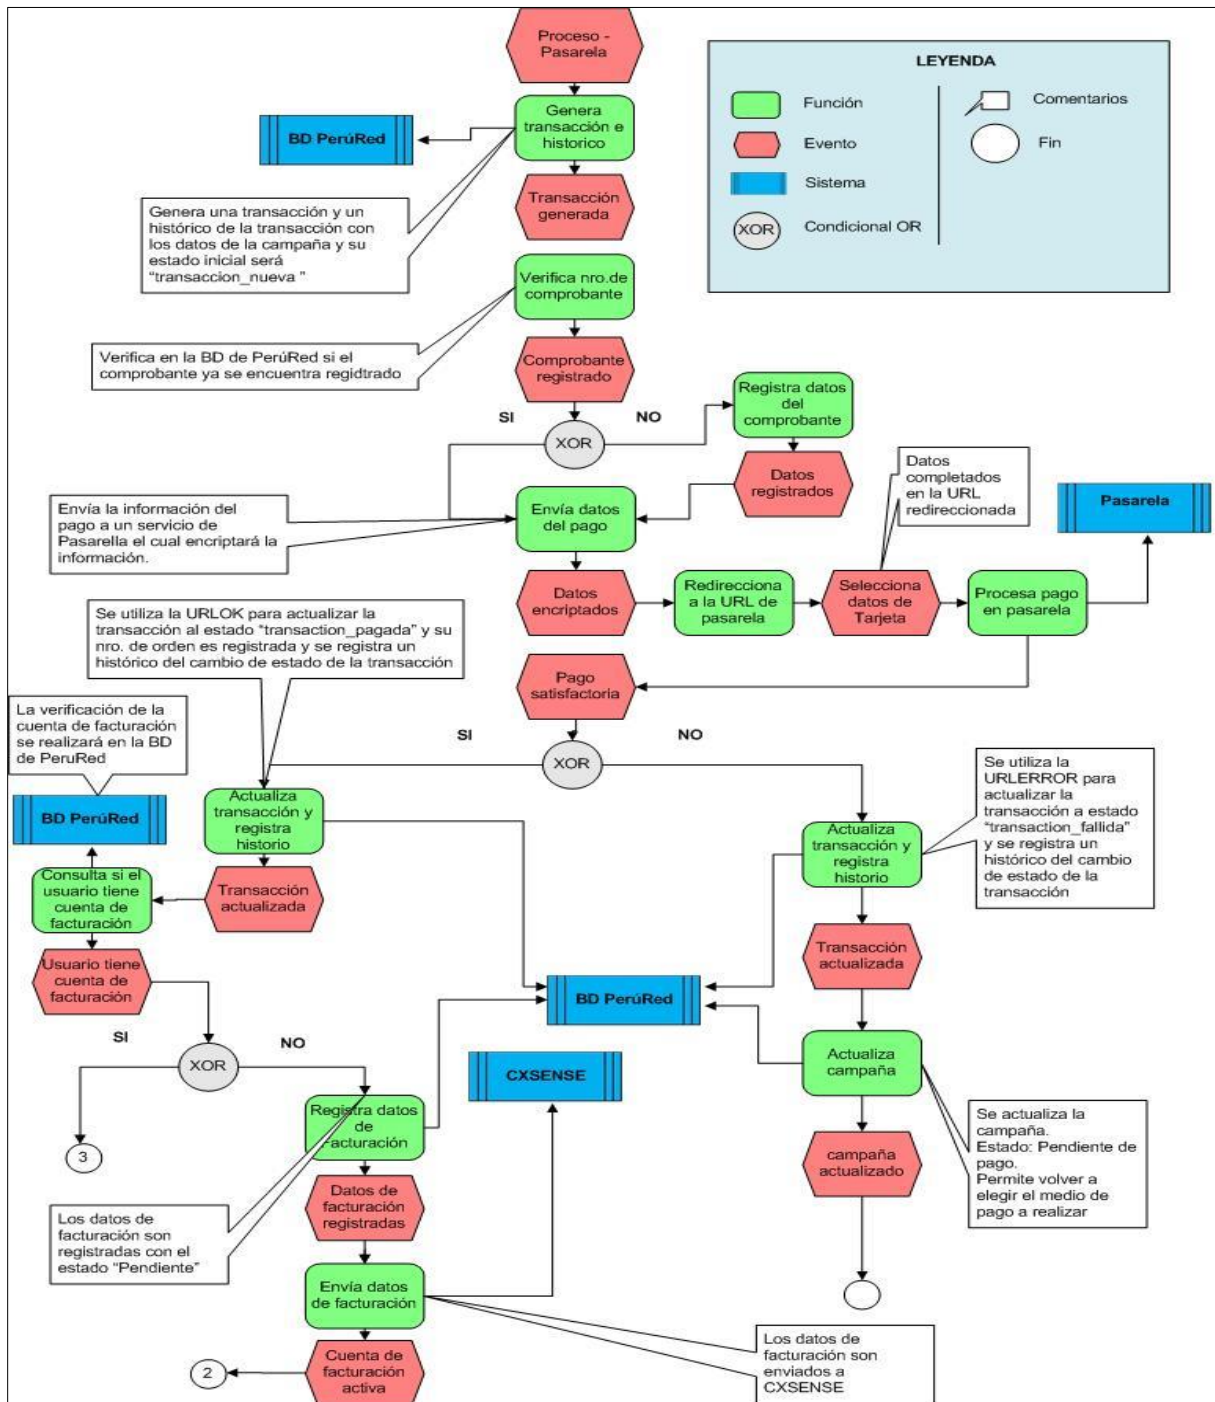 Proceso -
Pasarela
LEYENDA
Función
Comentarios
Evento
Fin
Sistema
XOR
Condicional OR
Genera
transacción e
historico
BD PerúRed
Transacción
generada
Genera una transacción y un
histórico de la transacción con
los datos de la campaña y su
estado inicial será
“transaccion_nueva ”
Verifica nro.de
comprobante
Verifica en la BD de PerúRed si el
comprobante ya se encuentra regidtrado
Comprobante
registrado
SI
NO
XOR
Registra datos
del
comprobante
Datos
registrados
Datos
completados
en la URL
redireccionada
Pasarela
Envía la información del
pago a un servicio de
Pasarella el cual encriptará la
información.
Envía datos
del pago
Datos
encriptados
Redirecciona
a la URL de
pasarela
Selecciona
datos de
Tarjeta
Procesa pago
en pasarela
Se utiliza la URLOK para actualizar la
transacción al estado “transaction_pagada” y su
nro. de orden es registrada y se registra un
histórico del cambio de estado de la transacción
Pago
satisfactoria
SI
NO
XOR
La verificación de la
cuenta de facturación
se realizará en la BD
de PeruRed
BD PerúRed
Actualiza
transacción y
registra
historio
Actualiza
transacción y
registra
historio
Se utiliza la
URLERROR para
actualizar la
transacción a estado
“transaction_fallida”
y se registra un
histórico del cambio
de estado de la
transacción
Consulta si el
usuario tiene
cuenta de
facturación
Transacción
actualizada
Usuario tiene
cuenta de
facturación
Transacción
actualizada
BD PerúRed
SI
NO
XOR
CXSENSE
Actualiza
campaña
3
Registra datos
de
Facturación
Se actualiza la
campaña.
Estado: Pendiente de
pago.
Permite volver a
elegir el medio de
pago a realizar
campaña
actualizado
Datos de
facturación
registradas
Los datos de
facturación son
registradas con el
estado “Pendiente”
Envía datos
de facturación
Los datos de
facturación son
enviados a
CXSENSE
2
Cuenta de
facturación
activa